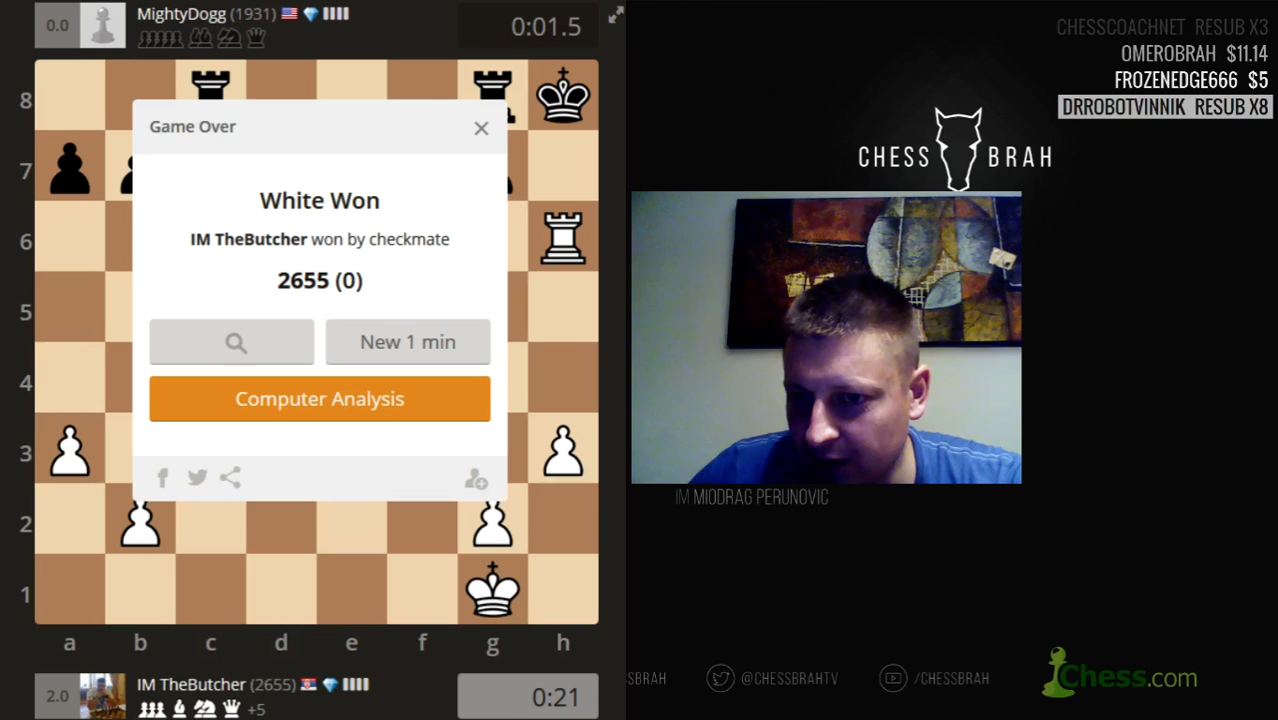 0.0 MightyDogg (1931) 0:01.5
8
7
6
5
4
3
2
1
a b c d e f g h
Game Over ×
White Won
IM TheButcher won by checkmate
2655 (0)
New 1 min
Computer Analysis
2.0 IM TheButcher (2655) 0:21
+5
CHESSCOACHNET RESUB X3
OMEROBRAH $11.14
FROZENEDGE666 $5
DRROBOTVINNIK RESUB X8
CHESS BRAH
IM MIODRAG PERUNOVIC
SBRAH @CHESSBRAHTV /CHESSBRAH
Chess.com